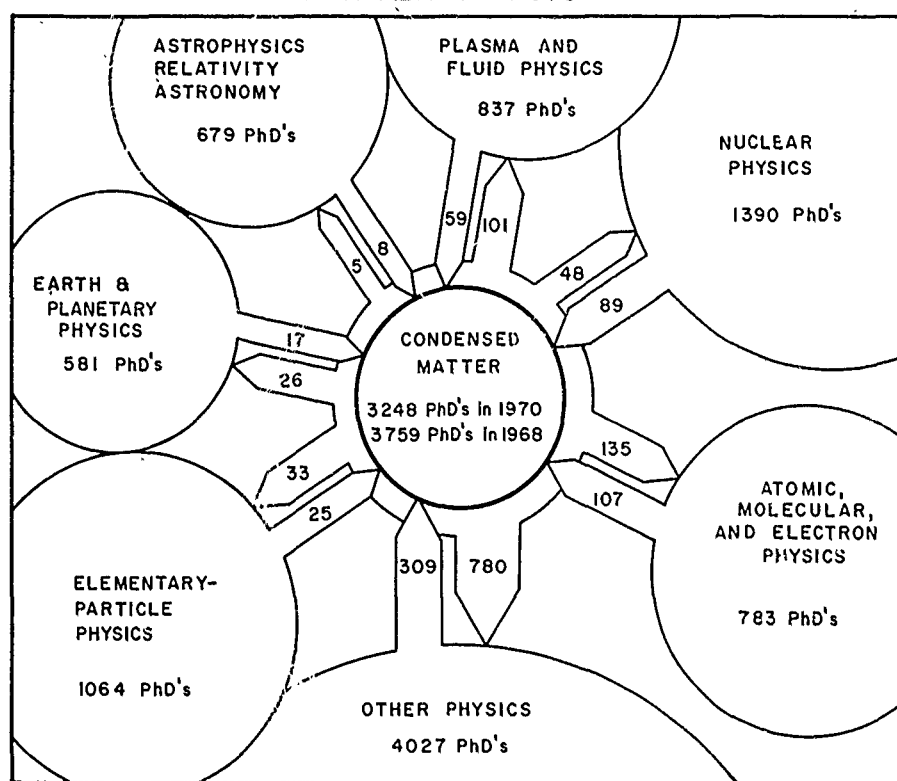 ASTROPHYSICS
RELATIVITY
ASTRONOMY
679 PhD's
PLASMA AND
FLUID PHYSICS
837 PhD's
NUCLEAR
PHYSICS
1390 PhD's
59
101
8
5
48
89
EARTH &
PLANETARY
PHYSICS
581 PhD's
17
26
CONDENSED
MATTER
3248 PhD's in 1970
3759 PhD's in 1968
33
25
135
107
ATOMIC,
MOLECULAR,
AND ELECTRON
PHYSICS
783 PhD's
309
780
ELEMENTARY-
PARTICLE
PHYSICS
1064 PhD's
OTHER PHYSICS
4027 PhD's